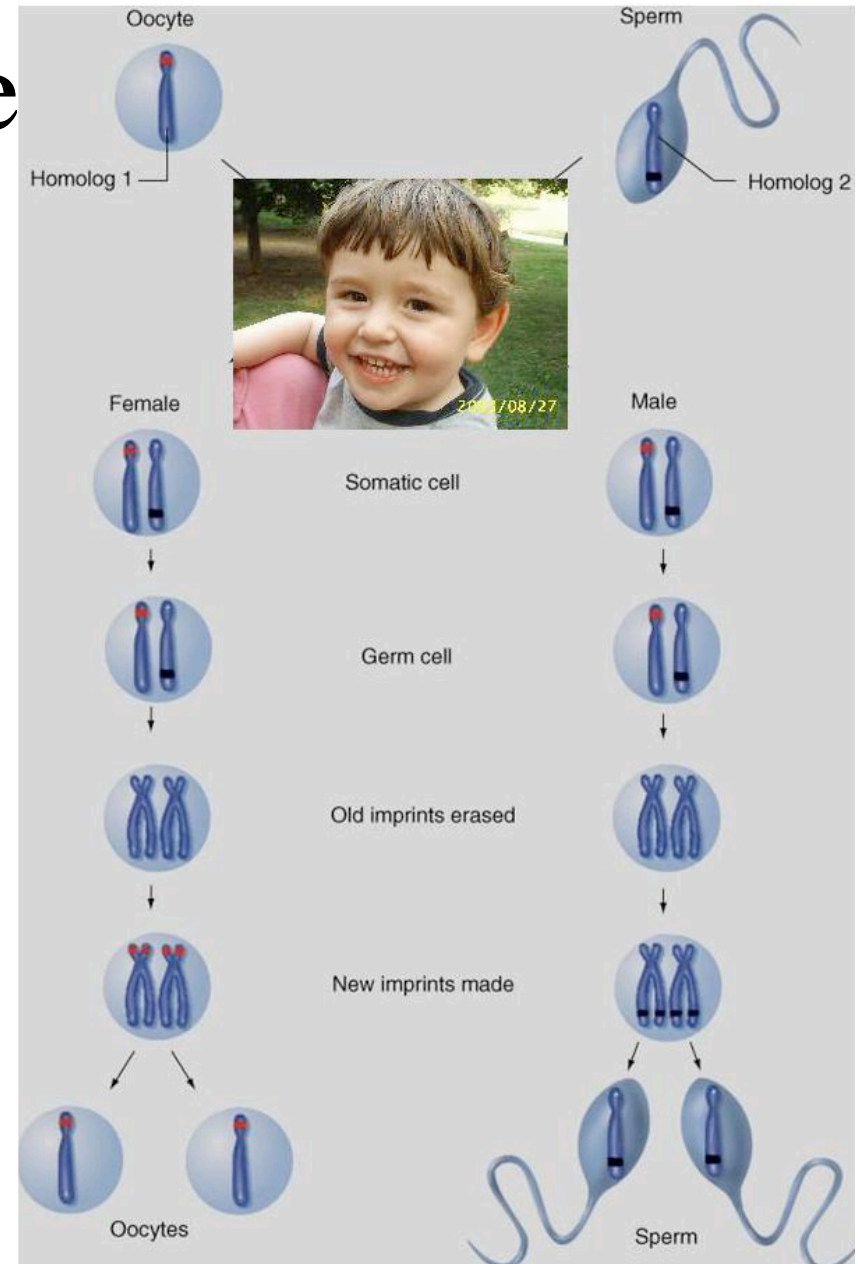 e
Oocyte Sperm
Homolog 1 Homolog 2
Female Male
Somatic cell
Germ cell
Old imprints erased
New imprints made
Oocytes Sperm